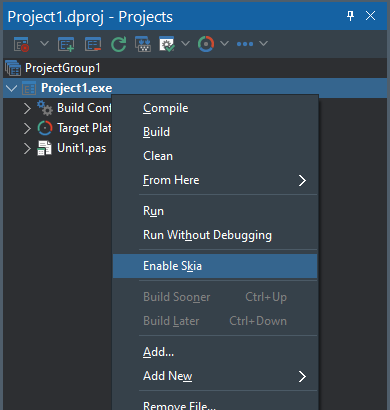 Project1.dproj - Projects
ProjectGroup1
Project1.exe
Build Conf
Target Plat
Unit1.pas
Compile
Build
Clean
From Here
Run
Run Without Debugging
Enable Skia
Build Sooner Ctrl+Up
Build Later Ctrl+Down
Add...
Add New
Remove File...